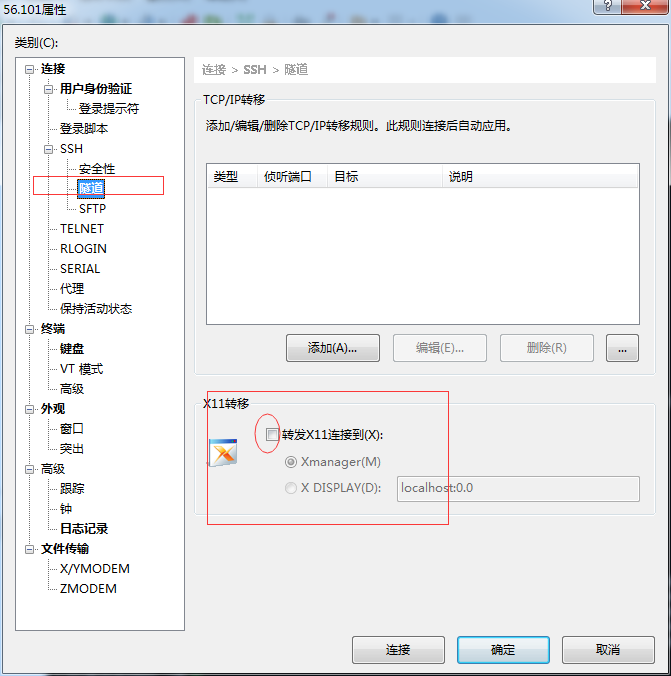 56.101属性
类别(C):
连接
用户身份验证
登录提示符
登录脚本
SSH
安全性
隧道
SFTP
TELNET
RLOGIN
SERIAL
代理
保持活动状态
终端
键盘
VT 模式
高级
外观
窗口
突出
高级
跟踪
钟
日志记录
文件传输
X/YMODEM
ZMODEM
连接 > SSH > 隧道
TCP/IP转移
添加/编辑/删除TCP/IP转移规则。此规则连接后自动应用。
类型 侦听端口 目标 说明
添加(A)... 编辑(E)... 删除(R) ...
X11转移
转发X11连接到(X):
Xmanager(M)
X DISPLAY(D): localhost:0.0
连接 确定 取消